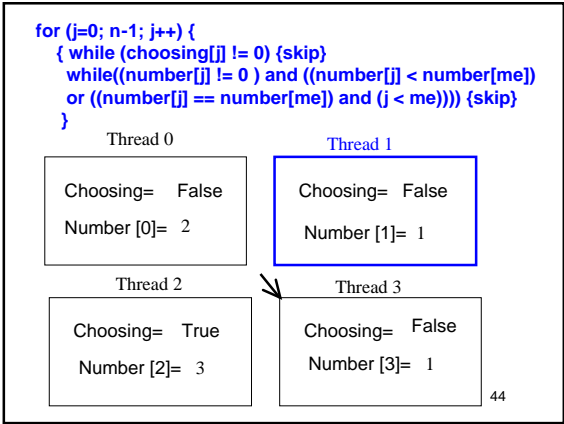 for (j=0; n-1; j++) {
{ while (choosing[j] != 0) {skip}
while((number[j] != 0 ) and ((number[j] < number[me])
or ((number[j] == number[me]) and (j < me)))) {skip}
}
Thread 0
Choosing= False
Number [0]= 2
Thread 1
Choosing= False
Number [1]= 1
Thread 2
Choosing= True
Number [2]= 3
Thread 3
Choosing= False
Number [3]= 1
44